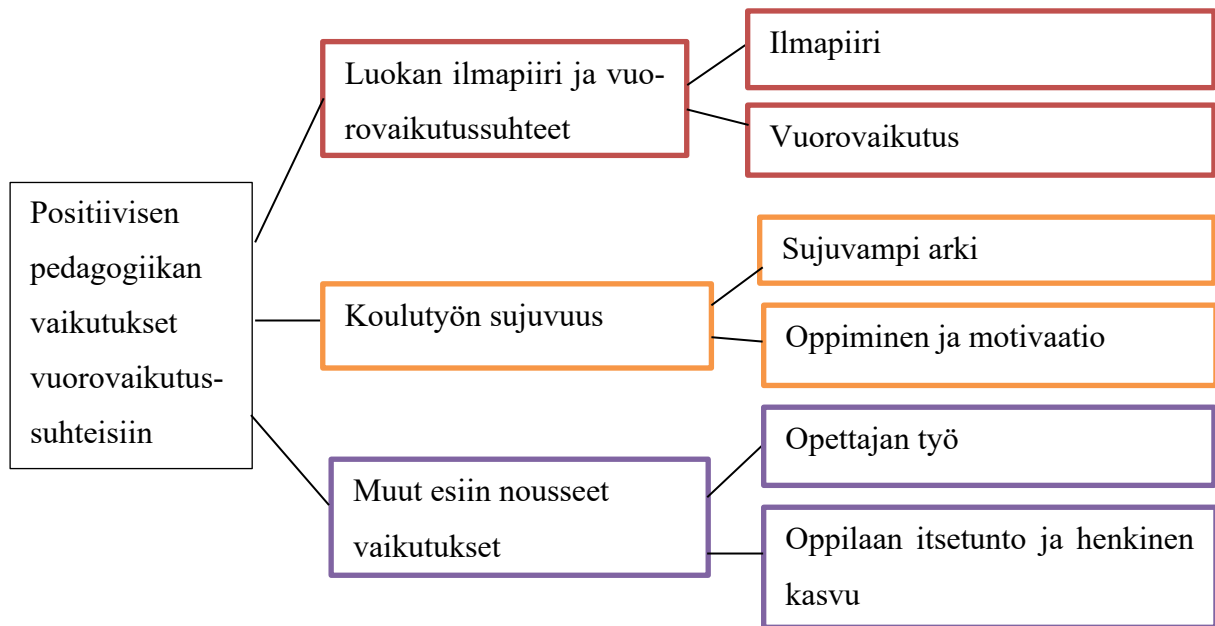 Positiivisen
pedagogiikan
vaikutukset
vuorovaikutus-
suhteisiin
Luokan ilmapiiri ja vuo-
rovaikutussuhteet
Ilmapiiri
Vuorovaikutus
Koulutyön sujuvuus
Sujuvampi arki
Oppiminen ja motivaatio
Muut esiin nousseet
vaikutukset
Opettajan työ
Oppilaan itsetunto ja henkinen
kasvu